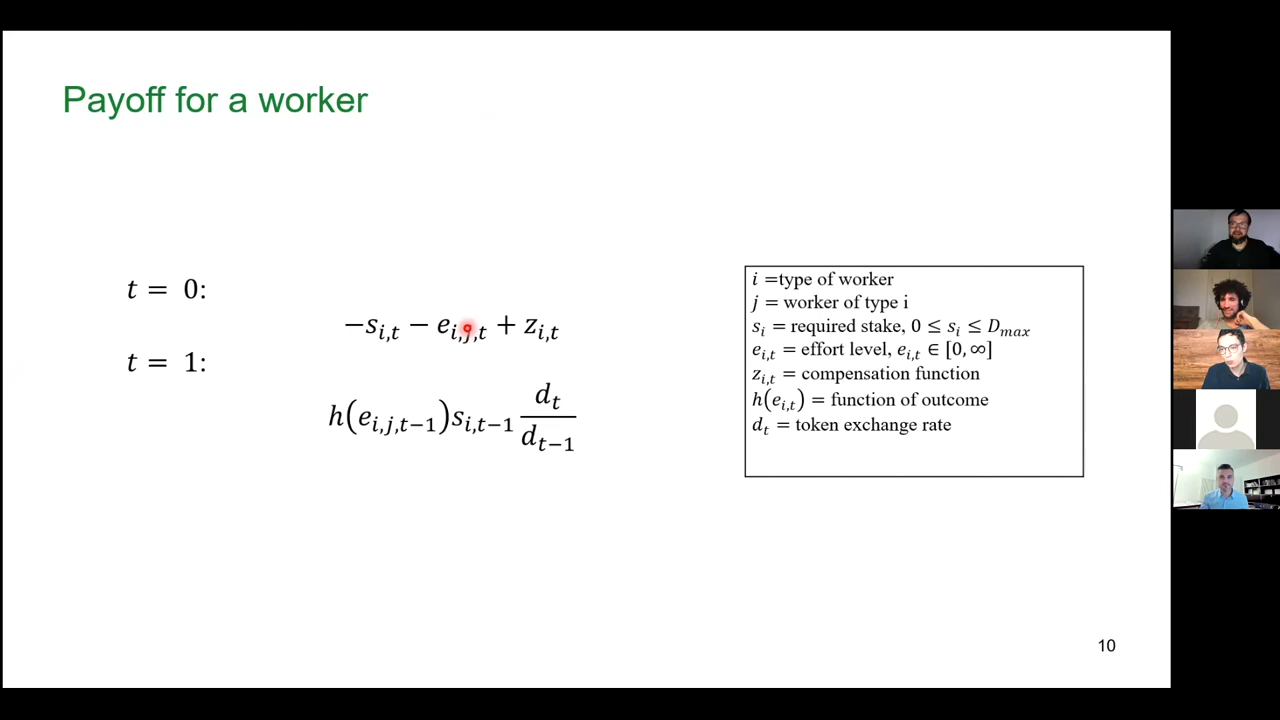 Payoff for a worker
t = 0:
−s_{i,t} − e_{i,j,t} + z_{i,t}
t = 1:
h(e_{i,j,t−1})s_{i,t−1} d_t/d_{t−1}
i =type of worker
j = worker of type i
s_i = required stake, 0 ≤ s_i ≤ D_{max}
e_{i,t} = effort level, e_{i,t} ∈ [0, ∞]
z_{i,t} = compensation function
h(e_{i,t}) = function of outcome
d_t = token exchange rate
10